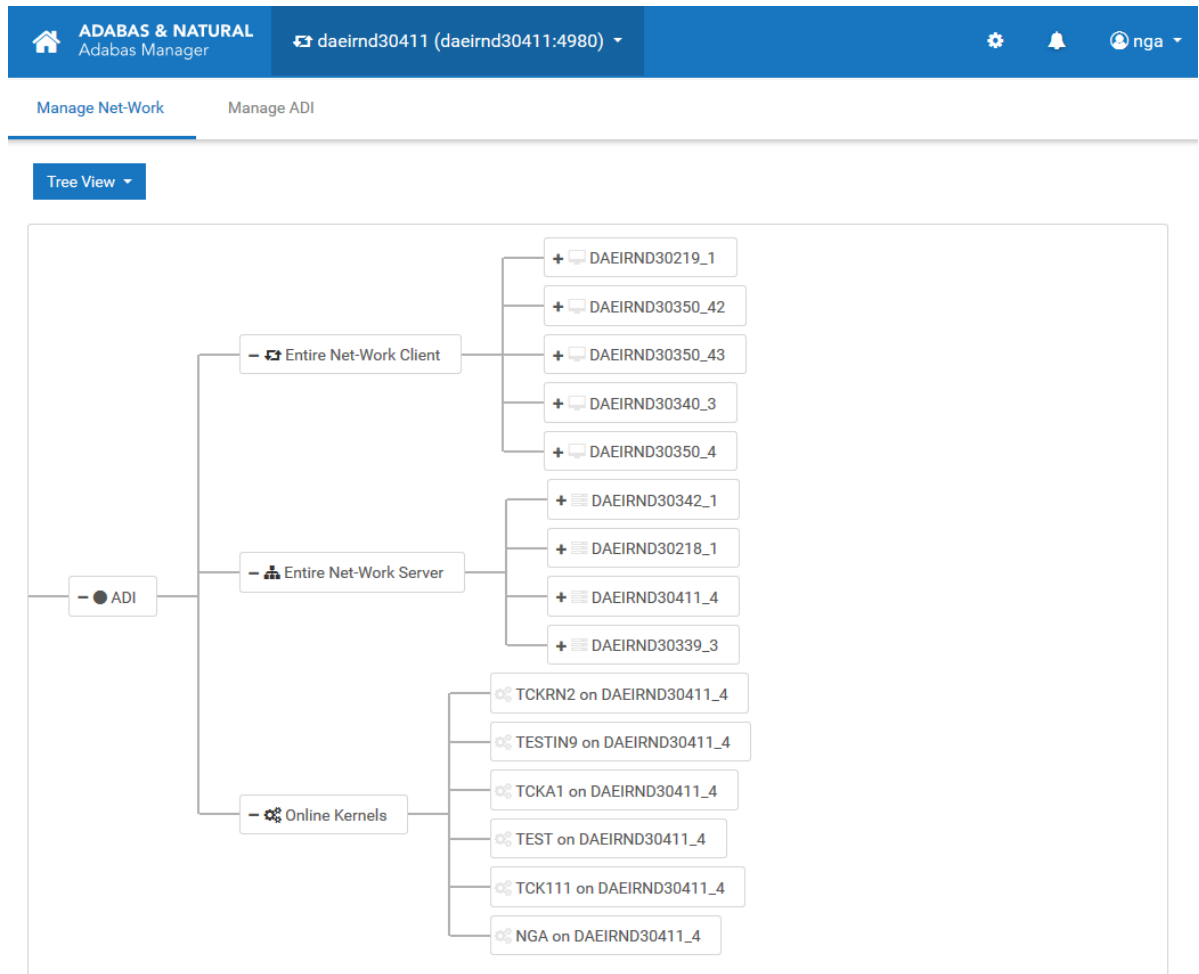 ADABAS & NATURAL
Adabas Manager
daeirnd30411 (daeirnd30411:4980)
nga
Manage Net-Work
Manage ADI
Tree View
DAEIRND30219_1
DAEIRND30350_42
Entire Net-Work Client
DAEIRND30350_43
DAEIRND30340_3
DAEIRND30350_4
DAEIRND30342_1
DAEIRND30218_1
Entire Net-Work Server
ADI
DAEIRND30411_4
DAEIRND30339_3
TCKRN2 on DAEIRND30411_4
TESTIN9 on DAEIRND30411_4
TCKA1 on DAEIRND30411_4
Online Kernels
TEST on DAEIRND30411_4
TCK111 on DAEIRND30411_4
NGA on DAEIRND30411_4